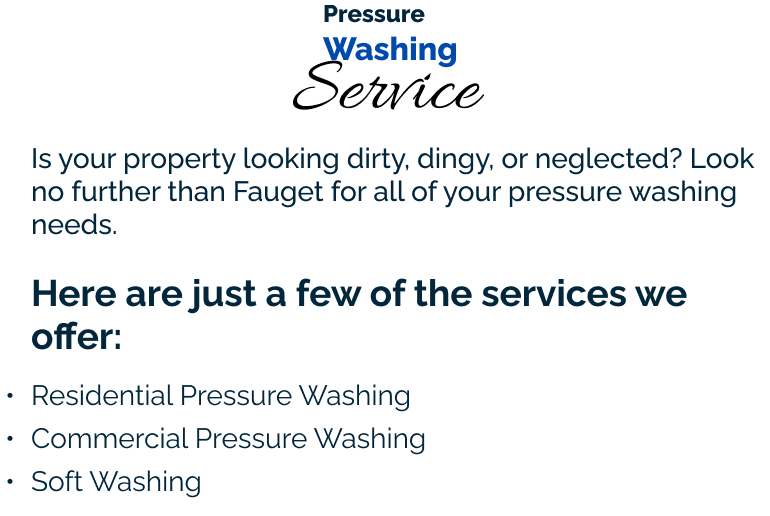 Pressure
Washing
Service
Is your property looking dirty, dingy, or neglected? Look
no further than Fauget for all of your pressure washing
needs.
Here are just a few of the services we
offer:
• Residential Pressure Washing
• Commercial Pressure Washing
• Soft Washing